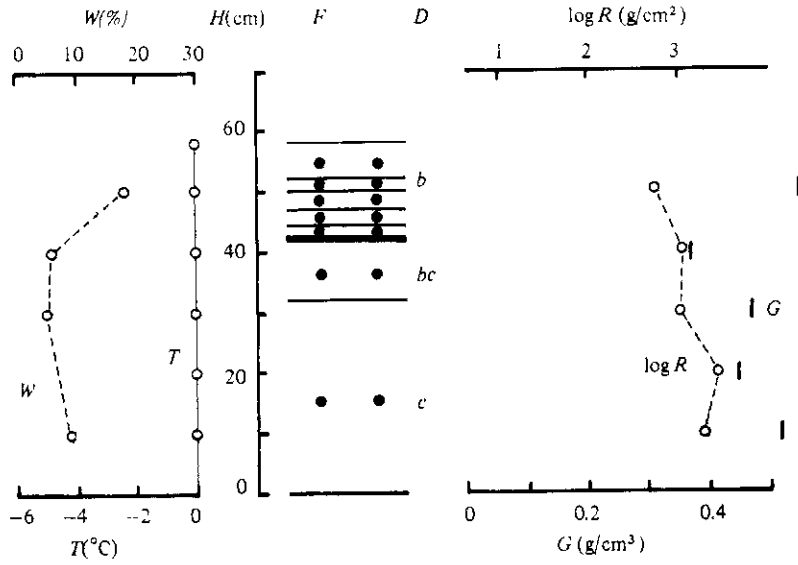 W(%) H(cm) F D log R (g/cm²)
0 10 20 30 1 3
60
b
40
bc
G
T
log R
W
20
c
0
−6 −4 −2 0 0 0.2 0.4
T(°C) G (g/cm³)